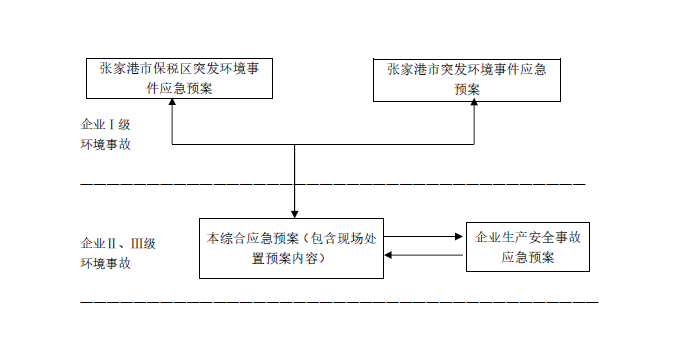 张家港市保税区突发环境事
件应急预案
张家港市突发环境事件应急
预案
企业Ⅰ级
环境事故
企业Ⅱ、Ⅲ级
环境事故
本综合应急预案（包含现场处
置预案内容）
企业生产安全事故
应急预案